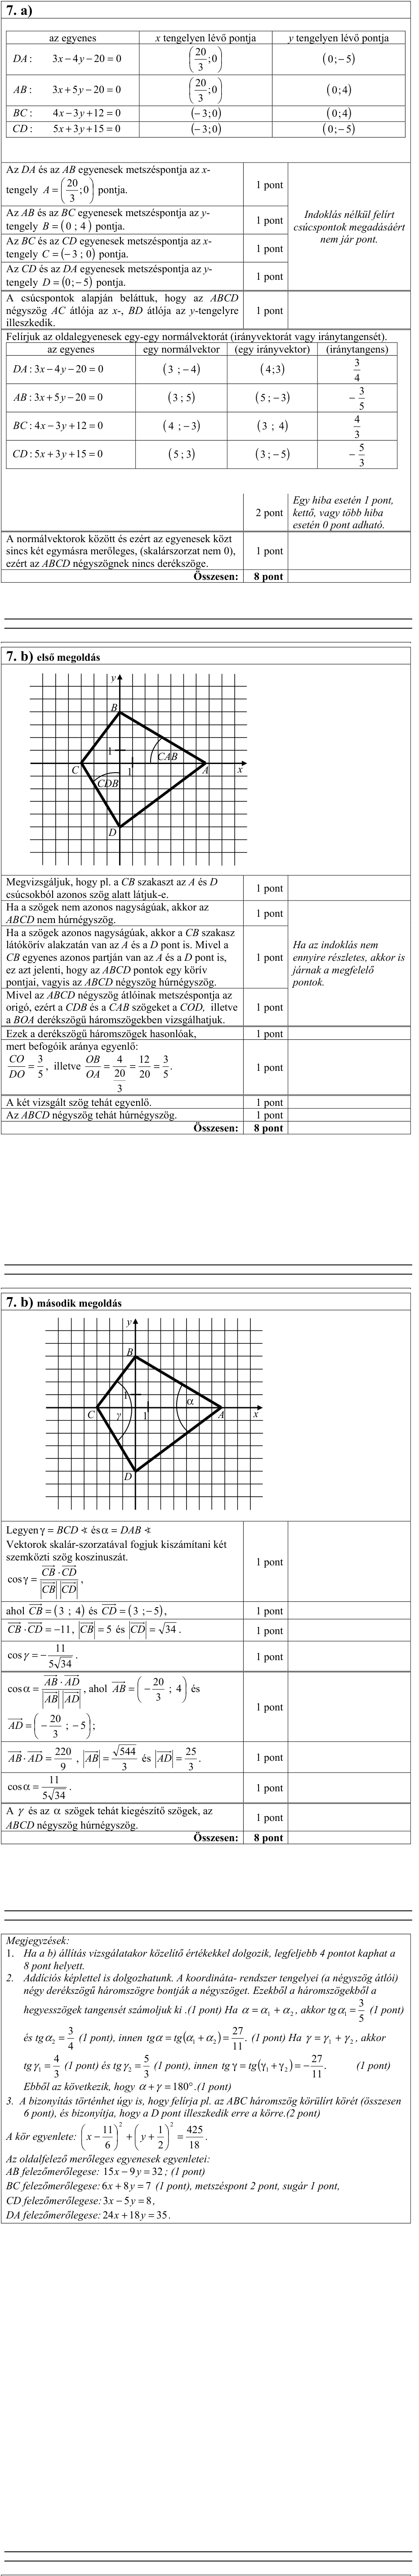 7. a)
az egyenes x tengelyen lévő pontja y tengelyen lévő pontja
DA: 3x − 4y − 20 = 0 (20/3; 0) (0; −5)
AB: 3x + 5y − 20 = 0 (20/3; 0) (0; 4)
BC: 4x − 3y + 12 = 0 (−3; 0) (0; 4)
CD: 5x + 3y + 15 = 0 (−3; 0) (0; −5)
Az DA és az AB egyenesek metszéspontja az x-
tengely A = (20/3; 0) pontja. 1 pont
Az AB és az BC egyenesek metszéspontja az y-
tengely B = (0 ; 4) pontja. 1 pont
Az BC és az CD egyenesek metszéspontja az x-
tengely C = (−3 ; 0) pontja. 1 pont
Az CD és az DA egyenesek metszéspontja az y-
tengely D = (0; −5) pontja. 1 pont
Indoklás nélkül felírt
csúcspontok megadásáért
nem jár pont.
A csúcspontok alapján beláttuk, hogy az ABCD
négyszög AC átlója az x-, BD átlója az y-tengelyre
illeszkedik. 1 pont
Felírjuk az oldalegyenesek egy-egy normálvektorát (irányvektorát vagy iránytangensét).
az egyenes egy normálvektor (egy irányvektor) (iránytangens)
DA : 3x − 4y − 20 = 0 (3 ; −4) (4; 3) 3/4
AB : 3x + 5y − 20 = 0 (3 ; 5) (5 ; −3) −3/5
BC : 4x − 3y + 12 = 0 (4 ; −3) (3 ; 4) 4/3
CD : 5x + 3y + 15 = 0 (5 ; 3) (3 ; −5) −5/3
2 pont
Egy hiba esetén 1 pont,
kettő, vagy több hiba
esetén 0 pont adható.
A normálvektorok között és ezért az egyenesek közt
sincs két egymásra merőleges, (skalárszorzat nem 0),
ezért az ABCD négyszögnek nincs derékszöge. 1 pont
Összesen: 8 pont
7. b) első megoldás
y
B
1
CAB
C
1
A
x
CDB
D
Megvizsgáljuk, hogy pl. a CB szakaszt az A és D
csúcsokból azonos szög alatt látjuk-e. 1 pont
Ha a szögek nem azonos nagyságúak, akkor az
ABCD nem húrnégyszög. 1 pont
Ha a szögek azonos nagyságúak, akkor a CB szakasz
látókörív alakzatán van az A és a D pont is. Mivel a
CB egyenes azonos partján van az A és a D pont is,
ez azt jelenti, hogy az ABCD pontok egy körív
pontjai, vagyis az ABCD négyszög húrnégyszög. 1 pont
Mivel az ABCD négyszög átlóinak metszéspontja az
origó, ezért a CDB és a CAB szögeket a COD, illetve
a BOA derékszögű háromszögekben vizsgálhatjuk. 1 pont
Ha az indoklás nem
ennyire részletes, akkor is
járnak a megfelelő
pontok.
Ezek a derékszögű háromszögek hasonlóak, 1 pont
mert befogóik aránya egyenlő:
CO/DO = 3/5, illetve OB/OA = 4/(20/3) = 12/20 = 3/5. 1 pont
A két vizsgált szög tehát egyenlő. 1 pont
Az ABCD négyszög tehát húrnégyszög. 1 pont
Összesen: 8 pont
7. b) második megoldás
y
B
1
α
C
γ
1
A
x
D
Legyen γ = BCD ∢ és α = DAB ∢
Vektorok skalár-szorzatával fogjuk kiszámítani két
szemközti szög koszinuszát.
cos γ = (CB→ · CD→)/(|CB→| |CD→|), 1 pont
ahol CB→ = (3 ; 4) és CD→ = (3 ; −5), 1 pont
CB→ · CD→ = −11, |CB→| = 5 és |CD→| = √34. 1 pont
cos γ = −11/(5√34). 1 pont
cos α = (AB→ · AD→)/(|AB→| |AD→|), ahol AB→ = (−20/3 ; 4) és
AD→ = (−20/3 ; −5); 1 pont
AB→ · AD→ = 220/9, |AB→| = √544/3 és |AD→| = 25/3. 1 pont
cos α = 11/(5√34). 1 pont
A γ és az α szögek tehát kiegészítő szögek, az
ABCD négyszög húrnégyszög. 1 pont
Összesen: 8 pont
Megjegyzések:
1. Ha a b) állítás vizsgálatakor közelítő értékekkel dolgozik, legfeljebb 4 pontot kaphat a
8 pont helyett.
2. Addíciós képlettel is dolgozhatunk. A koordináta- rendszer tengelyei (a négyszög átlói)
négy derékszögű háromszögre bontják a négyszöget. Ezekből a háromszögekből a
hegyesszögek tangensét számoljuk ki .(1 pont) Ha α = α₁ + α₂, akkor tg α₁ = 3/5 (1 pont)
és tg α₂ = 3/4 (1 pont), innen tg α = tg(α₁ + α₂) = 27/11. (1 pont) Ha γ = γ₁ + γ₂, akkor
tg γ₁ = 4/3 (1 pont) és tg γ₂ = 5/3 (1 pont), innen tg γ = tg(γ₁ + γ₂) = −27/11. (1 pont)
Ebből az következik, hogy α + γ = 180°.(1 pont)
3. A bizonyítás történhet úgy is, hogy felírja pl. az ABC háromszög körülírt körét (összesen
6 pont), és bizonyítja, hogy a D pont illeszkedik erre a körre.(2 pont)
A kör egyenlete: (x − 11/6)² + (y + 1/2)² = 425/18.
Az oldalfelező merőleges egyenesek egyenletei:
AB felezőmerőlegese: 15x − 9y = 32 ; (1 pont)
BC felezőmerőlegese: 6x + 8y = 7 (1 pont), metszéspont 2 pont, sugár 1 pont,
CD felezőmerőlegese: 3x − 5y = 8,
DA felezőmerőlegese: 24x + 18y = 35.